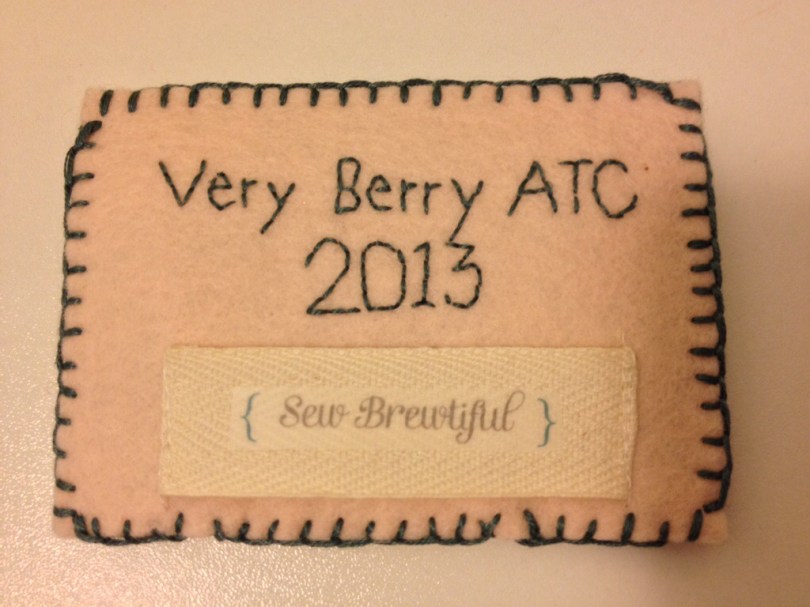 Very Berry ATC
2013
{ Sew Brewtiful }